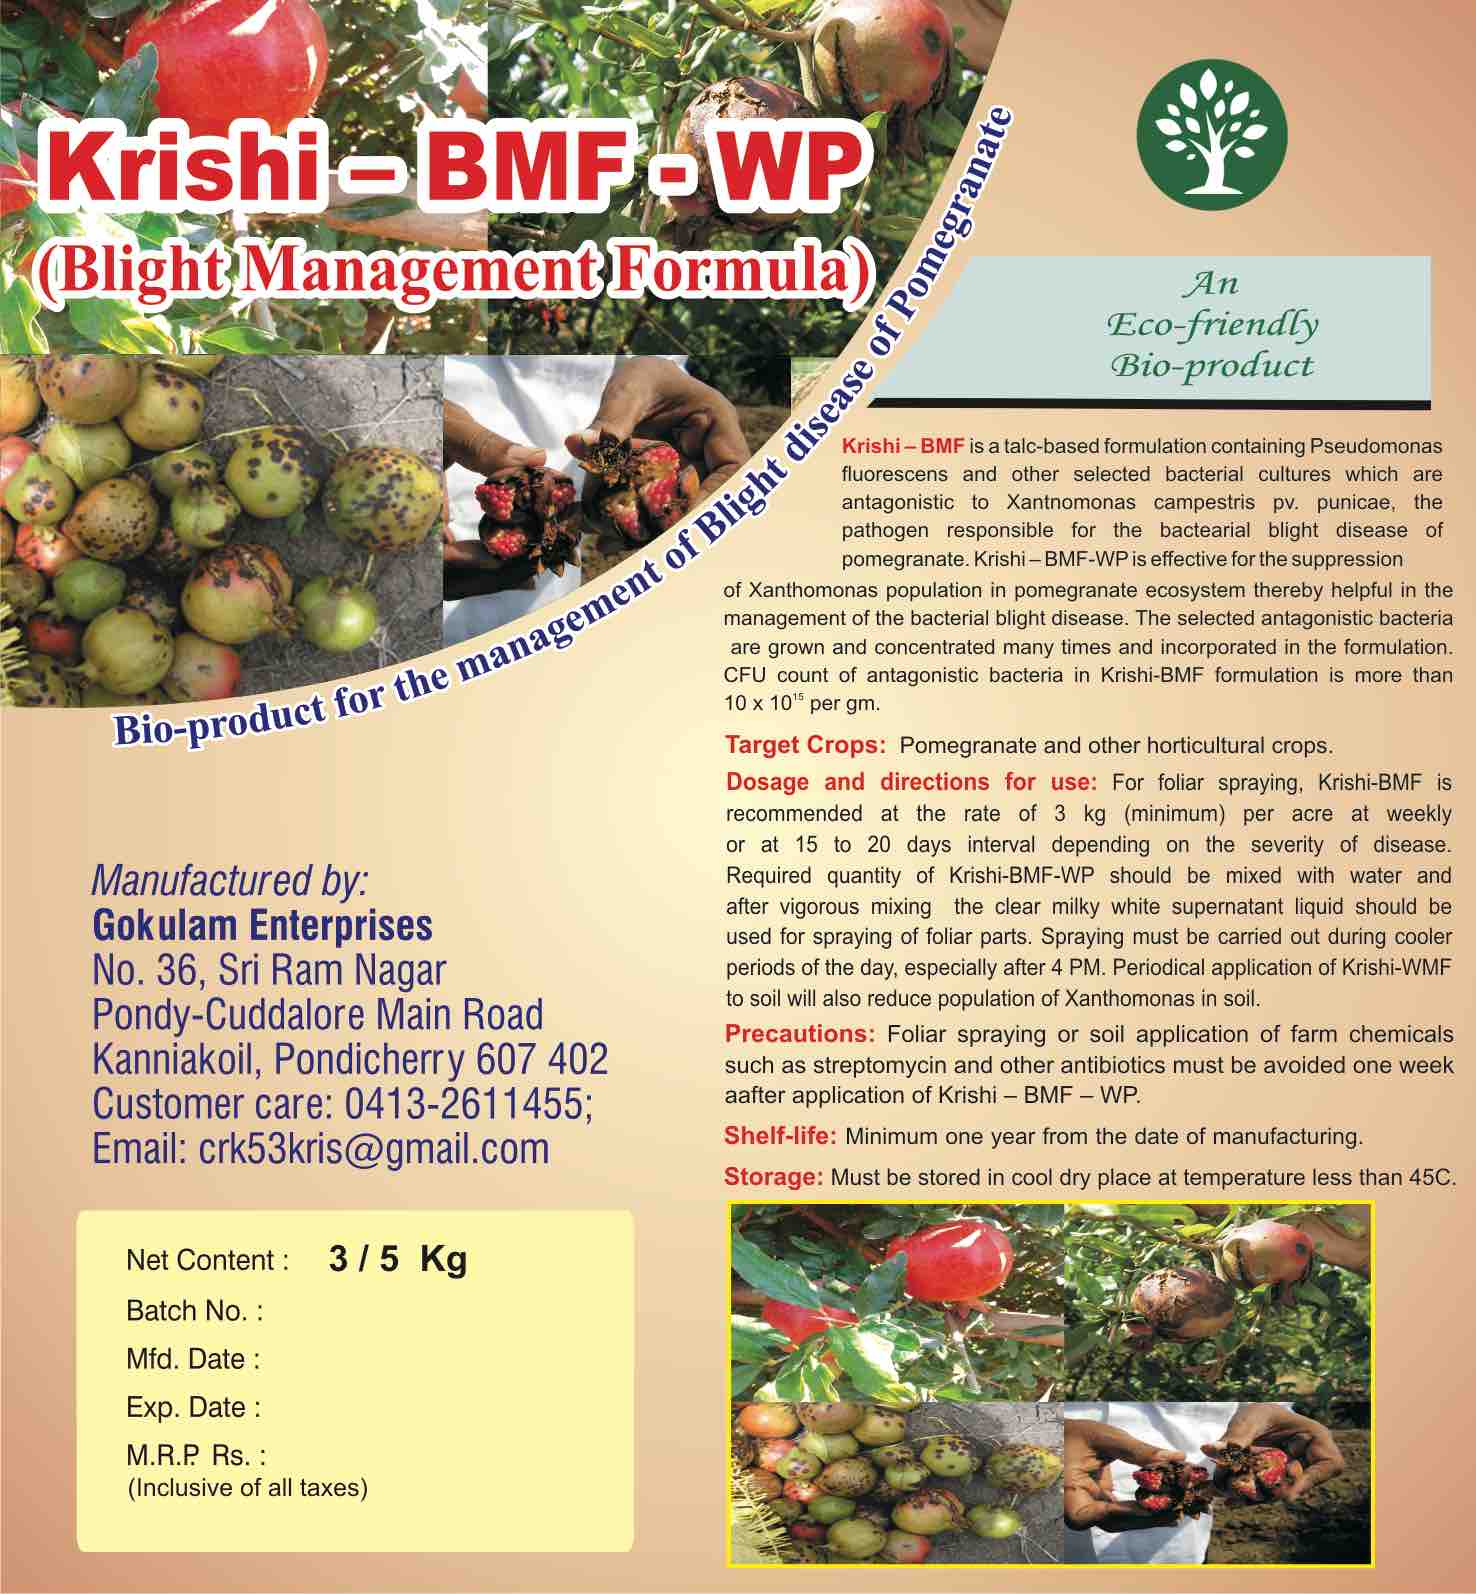 Krishi – BMF - WP
(Blight Management Formula)
Bio-product for the management of Blight disease of Pomegranate
An
Eco-friendly
Bio-product
Krishi – BMF is a talc-based formulation containing Pseudomonas
fluorescens and other selected bacterial cultures which are
antagonistic to Xantnomonas campestris pv. punicae, the
pathogen responsible for the bactearial blight disease of
pomegranate. Krishi – BMF-WP is effective for the suppression
of Xanthomonas population in pomegranate ecosystem thereby helpful in the
management of the bacterial blight disease. The selected antagonistic bacteria
are grown and concentrated many times and incorporated in the formulation.
CFU count of antagonistic bacteria in Krishi-BMF formulation is more than
10 x 10¹⁵ per gm.
Target Crops: Pomegranate and other horticultural crops.
Dosage and directions for use: For foliar spraying, Krishi-BMF is
recommended at the rate of 3 kg (minimum) per acre at weekly
or at 15 to 20 days interval depending on the severity of disease.
Required quantity of Krishi-BMF-WP should be mixed with water and
after vigorous mixing the clear milky white supernatant liquid should be
used for spraying of foliar parts. Spraying must be carried out during cooler
periods of the day, especially after 4 PM. Periodical application of Krishi-WMF
to soil will also reduce population of Xanthomonas in soil.
Precautions: Foliar spraying or soil application of farm chemicals
such as streptomycin and other antibiotics must be avoided one week
aafter application of Krishi – BMF – WP.
Shelf-life: Minimum one year from the date of manufacturing.
Storage: Must be stored in cool dry place at temperature less than 45C.
Manufactured by:
Gokulam Enterprises
No. 36, Sri Ram Nagar
Pondy-Cuddalore Main Road
Kanniakoil, Pondicherry 607 402
Customer care: 0413-2611455;
Email: crk53kris@gmail.com
Net Content : 3 / 5 Kg
Batch No. :
Mfd. Date :
Exp. Date :
M.R.P. Rs. :
(Inclusive of all taxes)